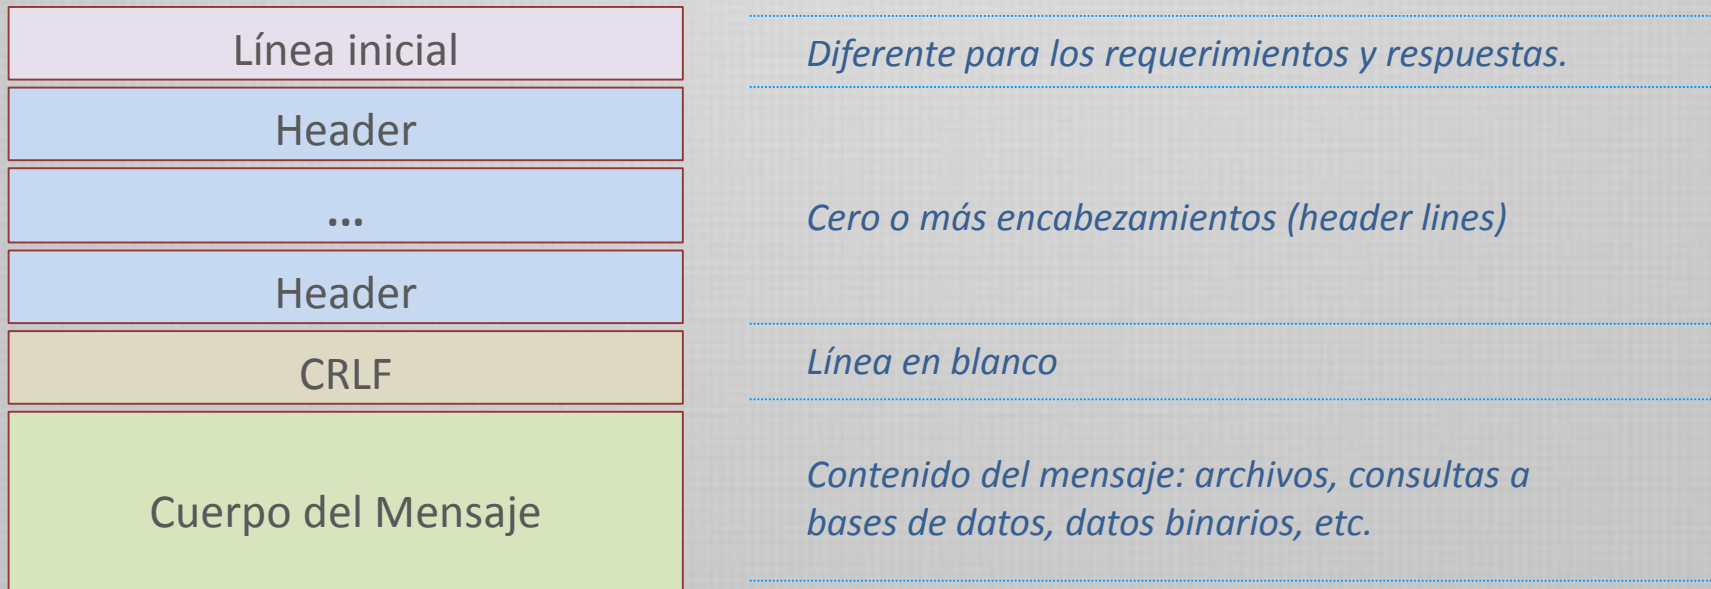 Línea inicial
Diferente para los requerimientos y respuestas.
Header
...
Header
Cero o más encabezamientos (header lines)
CRLF
Línea en blanco
Cuerpo del Mensaje
Contenido del mensaje: archivos, consultas a
bases de datos, datos binarios, etc.